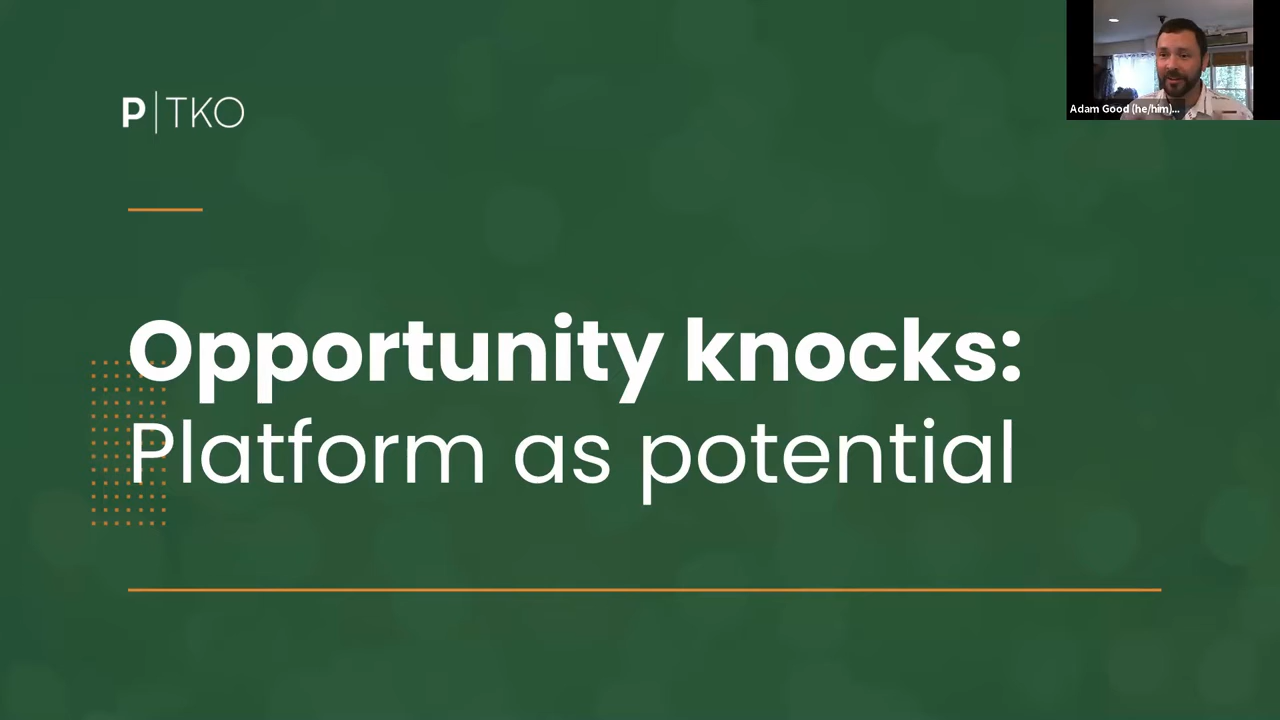 P|TKO
Adam Good (he/him)...
Opportunity knocks:
Platform as potential